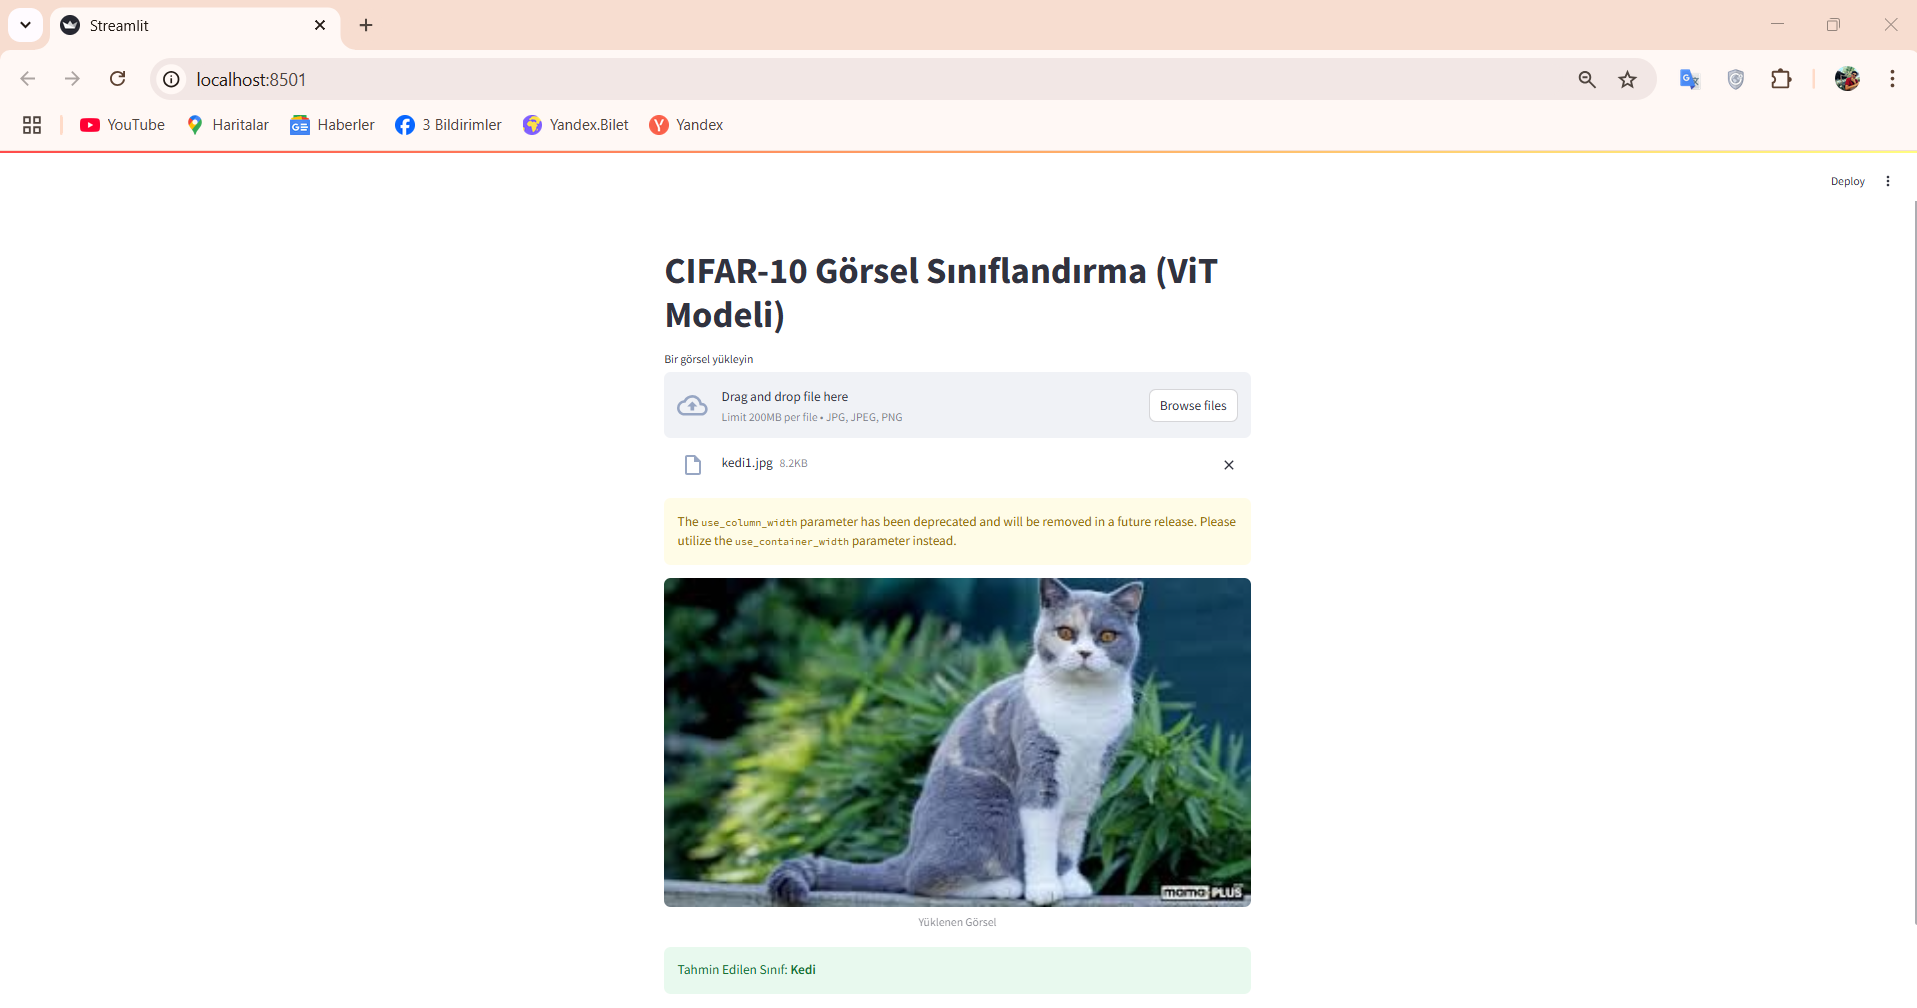 Streamlit
localhost:8501
YouTube
Haritalar
Haberler
3 Bildirimler
Yandex.Bilet
Yandex
Deploy
CIFAR-10 Görsel Sınıflandırma (ViT
Modeli)
Bir görsel yükleyin
Drag and drop file here
Limit 200MB per file • JPG, JPEG, PNG
Browse files
kedi1.jpg 8.2KB
The use_column_width parameter has been deprecated and will be removed in a future release. Please
utilize the use_container_width parameter instead.
mama PLUS
Yüklenen Görsel
Tahmin Edilen Sınıf: Kedi